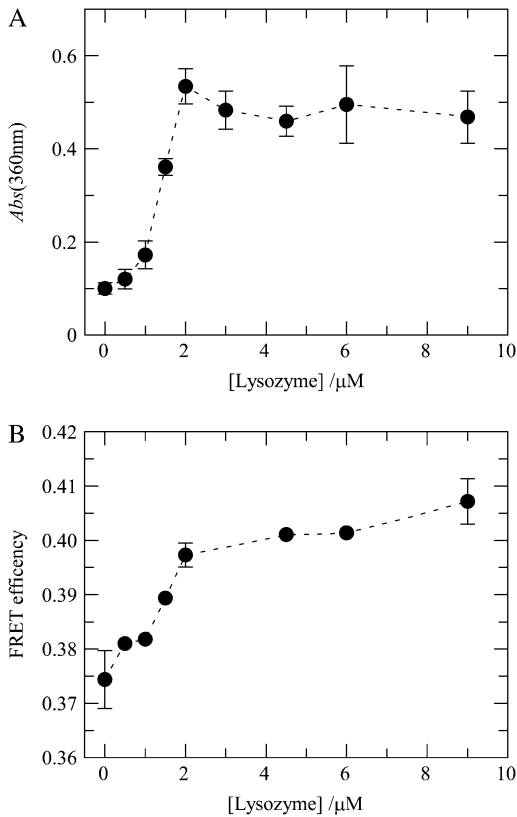 A
0.6
0.4
0.2
0
Abs(360nm)
0 2 4 6 8 10
[Lysozyme] /μM
B
0.42
0.41
0.40
0.39
0.38
0.37
0.36
FRET efficency
0 2 4 6 8 10
[Lysozyme] /μM